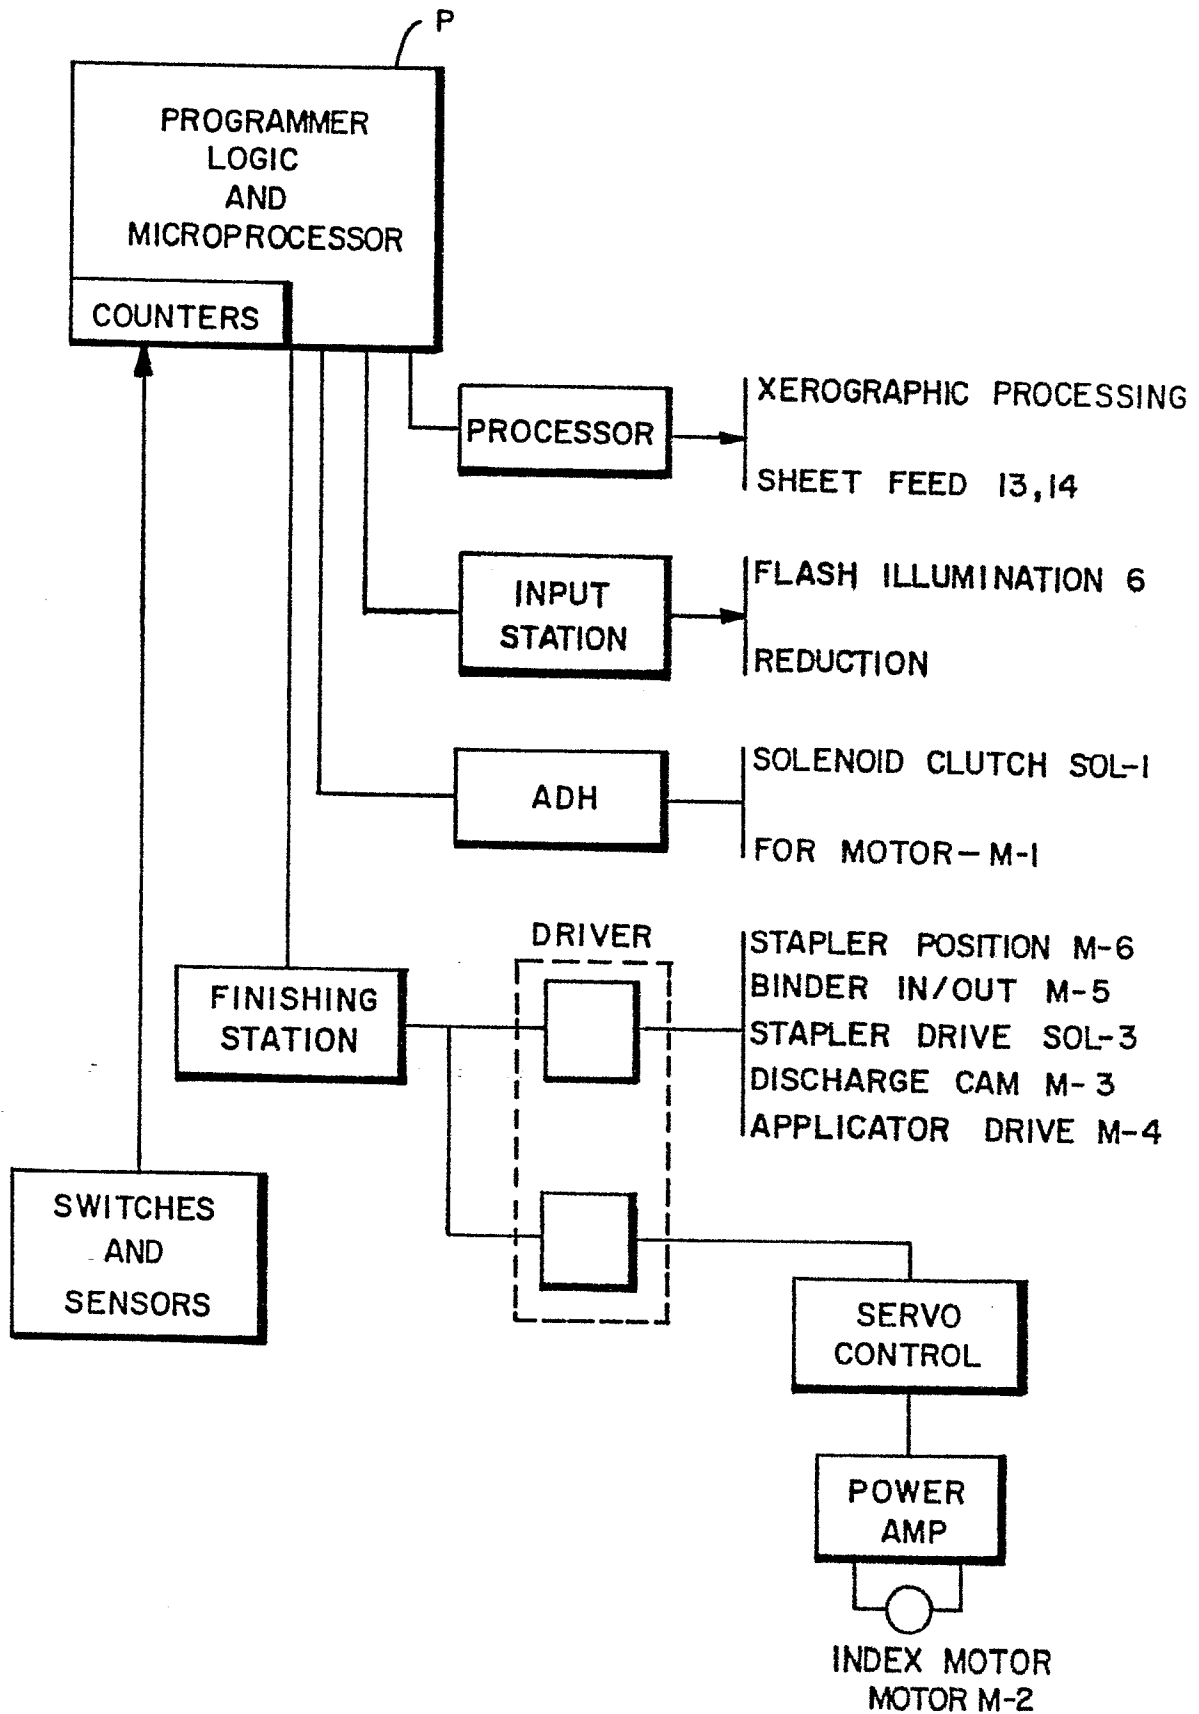 P
PROGRAMMER
LOGIC
AND
MICROPROCESSOR
COUNTERS
PROCESSOR
XEROGRAPHIC PROCESSING
SHEET FEED 13,14
INPUT
STATION
FLASH ILLUMINATION 6
REDUCTION
ADH
SOLENOID CLUTCH SOL-1
FOR MOTOR-M-1
FINISHING
STATION
DRIVER
STAPLER POSITION M-6
BINDER IN/OUT M-5
STAPLER DRIVE SOL-3
DISCHARGE CAM M-3
APPLICATOR DRIVE M-4
SWITCHES
AND
SENSORS
SERVO
CONTROL
POWER
AMP
INDEX MOTOR
MOTOR M-2